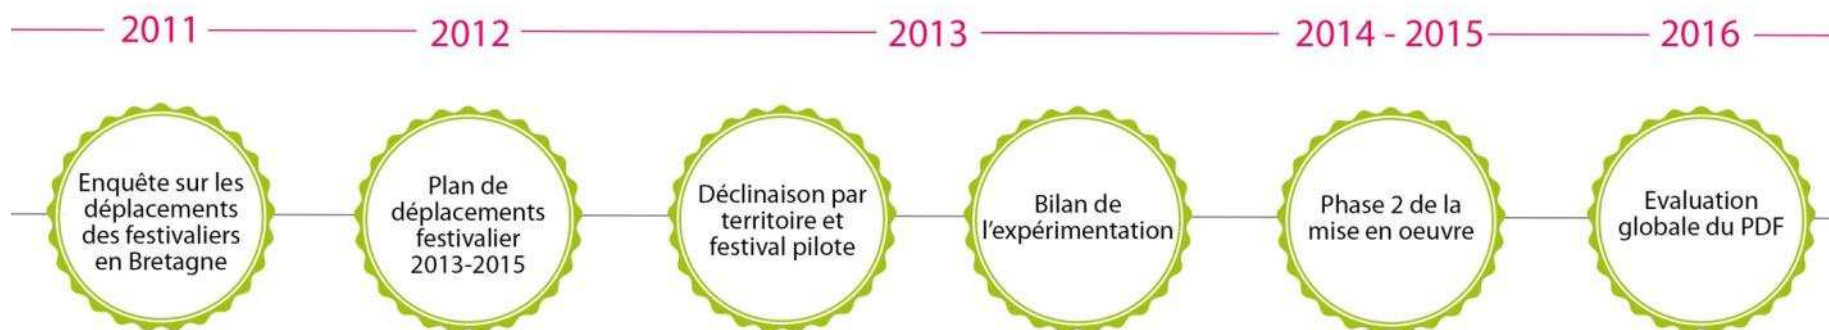 2011
2012
2013
2014 - 2015
2016
Enquête sur les
déplacements
des festivaliers
en Bretagne
Plan de
déplacements
festivalier
2013-2015
Déclinaison par
territoire et
festival pilote
Bilan de
l'expérimentation
Phase 2 de la
mise en oeuvre
Evaluation
globale du PDF